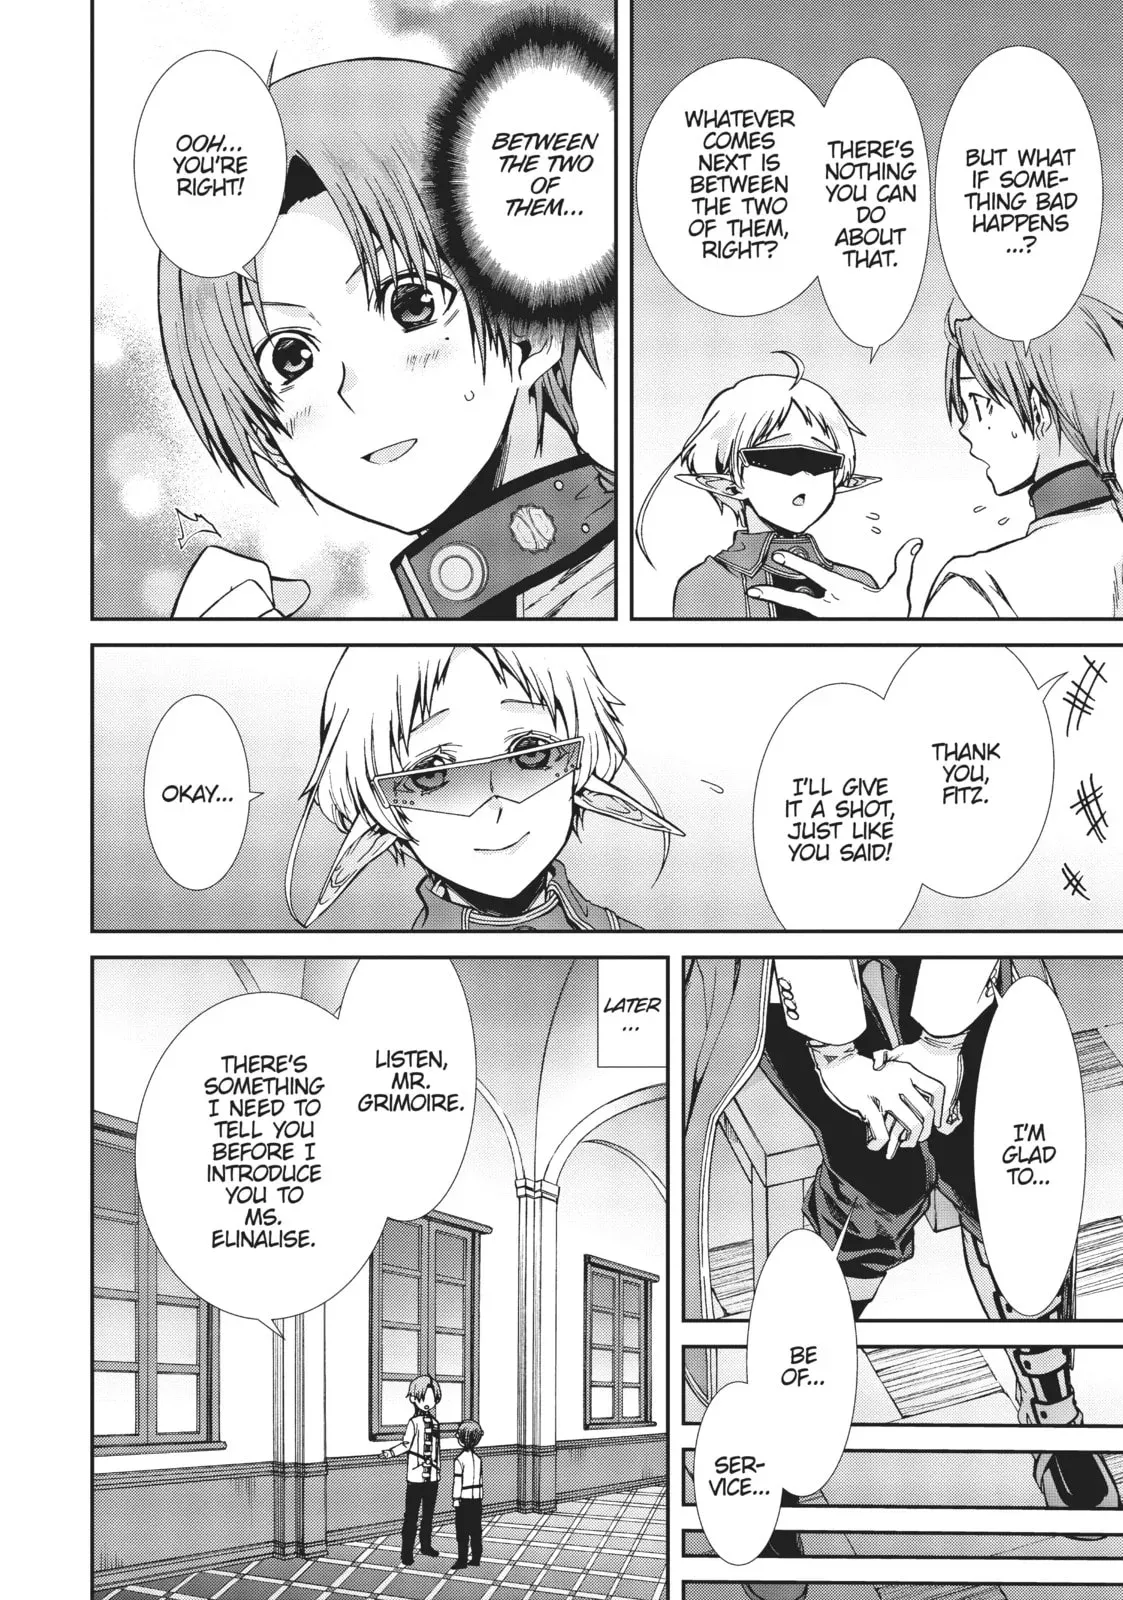 BUT WHAT
IF SOME-
THING BAD
HAPPENS
...?
THERE'S
NOTHING
YOU CAN
DO
ABOUT
THAT.
WHATEVER
COMES
NEXT IS
BETWEEN
THE TWO
OF THEM,
RIGHT?
BETWEEN
THE TWO
OF
THEM...
OOH...
YOU'RE
RIGHT!
THANK
YOU,
FITZ.
I'LL GIVE
IT A SHOT,
JUST LIKE
YOU SAID!
OKAY...
I'M
GLAD
TO...
BE
OF...
SER-
VICE...
LATER
...
LISTEN,
MR.
GRIMOIRE.
THERE'S
SOMETHING
I NEED TO
TELL YOU
BEFORE I
INTRODUCE
YOU TO
MS.
ELINALISE.